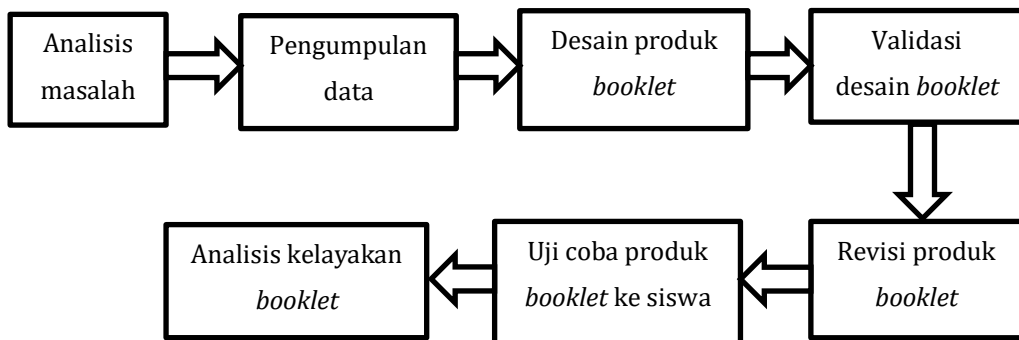 Analisis
masalah
Pengumpulan
data
Desain produk
booklet
Validasi
desain booklet
Revisi produk
booklet
Uji coba produk
booklet ke siswa
Analisis kelayakan
booklet